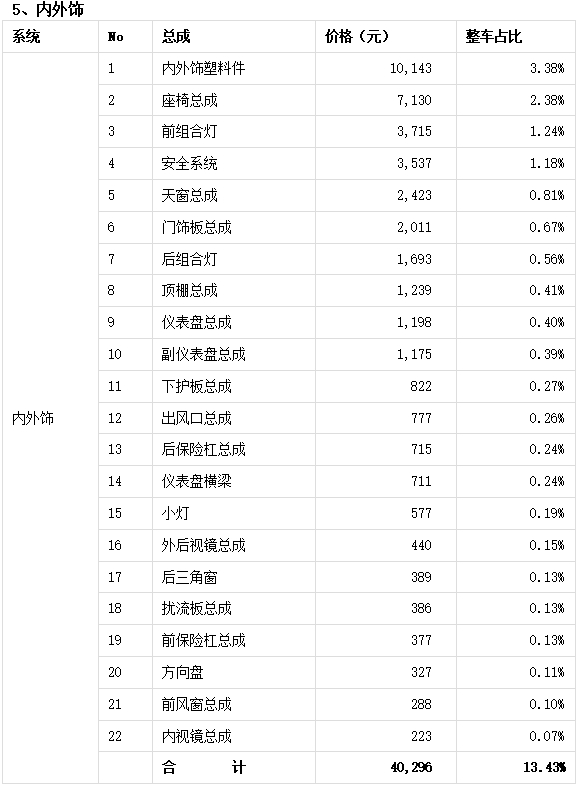 5、内外饰
系统 No 总成 价格（元） 整车占比
1 内外饰塑料件 10,143 3.38%
2 座椅总成 7,130 2.38%
3 前组合灯 3,715 1.24%
4 安全系统 3,537 1.18%
5 天窗总成 2,423 0.81%
6 门饰板总成 2,011 0.67%
7 后组合灯 1,693 0.56%
8 顶棚总成 1,239 0.41%
9 仪表盘总成 1,198 0.40%
10 副仪表盘总成 1,175 0.39%
11 下护板总成 822 0.27%
内外饰 12 出风口总成 777 0.26%
13 后保险杠总成 715 0.24%
14 仪表盘横梁 711 0.24%
15 小灯 577 0.19%
16 外后视镜总成 440 0.15%
17 后三角窗 389 0.13%
18 扰流板总成 386 0.13%
19 前保险杠总成 377 0.13%
20 方向盘 327 0.11%
21 前风窗总成 288 0.10%
22 内视镜总成 223 0.07%
合 计 40,296 13.43%